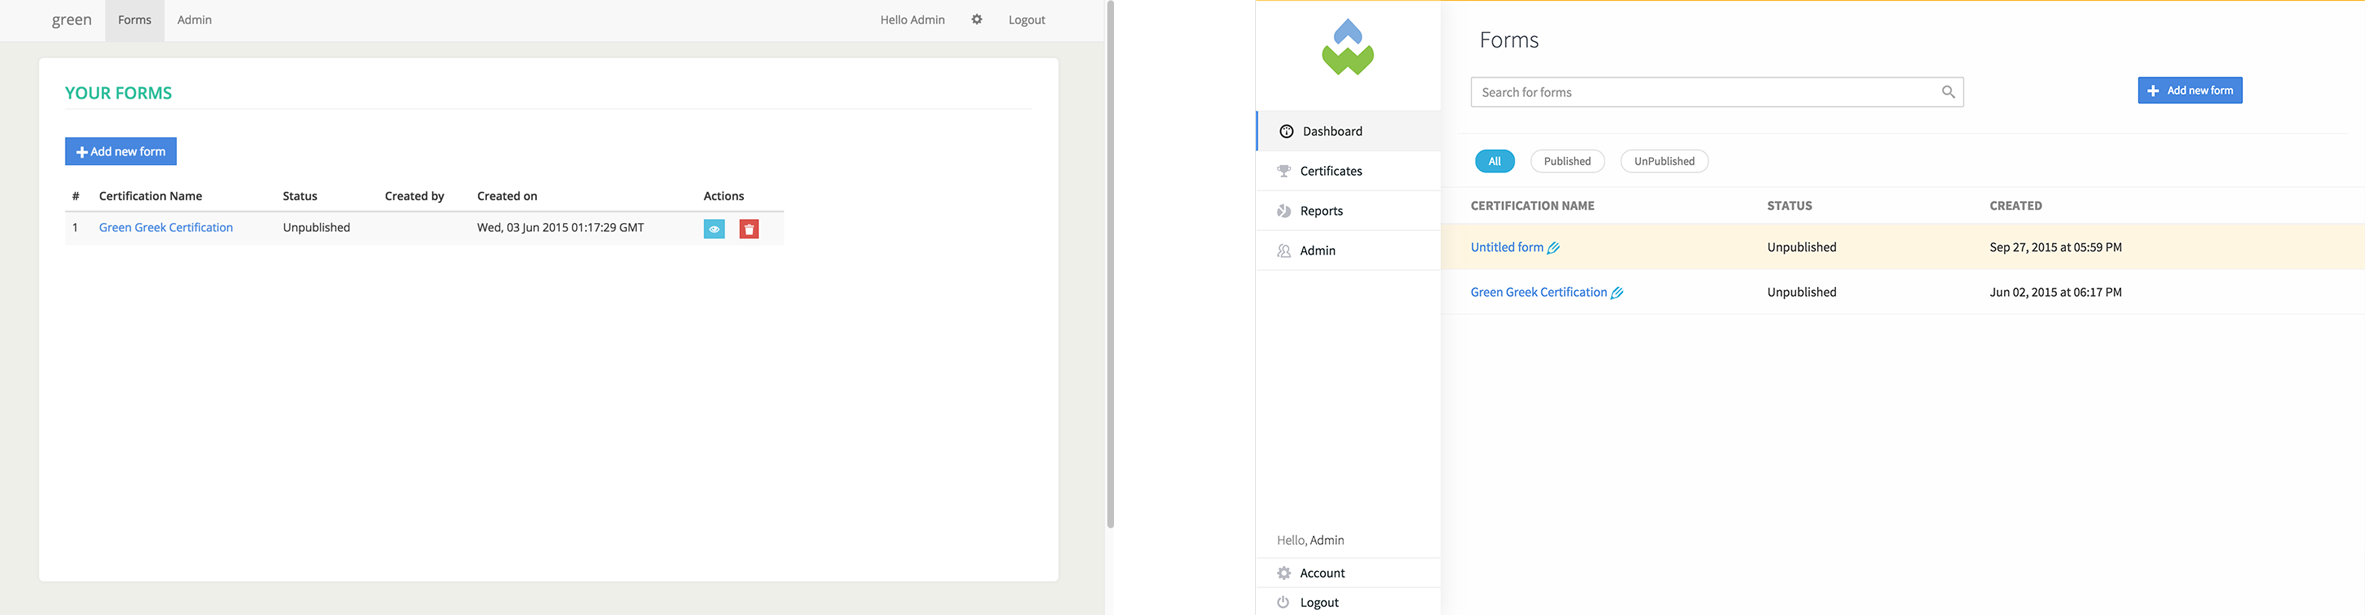 green Forms Admin Hello Admin Logout
YOUR FORMS
Add new form
# Certification Name Status Created by Created on Actions
1 Green Greek Certification Unpublished Wed, 03 Jun 2015 01:17:29 GMT
Dashboard
Certificates
Reports
Admin
Hello, Admin
Account
Logout
Forms
Search for forms
Add new form
All Published UnPublished
CERTIFICATION NAME STATUS CREATED
Untitled form Unpublished Sep 27, 2015 at 05:59 PM
Green Greek Certification Unpublished Jun 02, 2015 at 06:17 PM